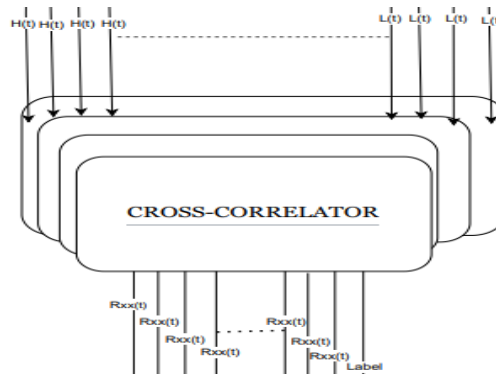 H(t) H(t) H(t) H(t) L(t) L(t) L(t) L(t
CROSS-CORRELATOR
Rxx(t) Rxx(t) Rxx(t) Rxx(t) Rxx(t) Rxx(t) Rxx(t) Label